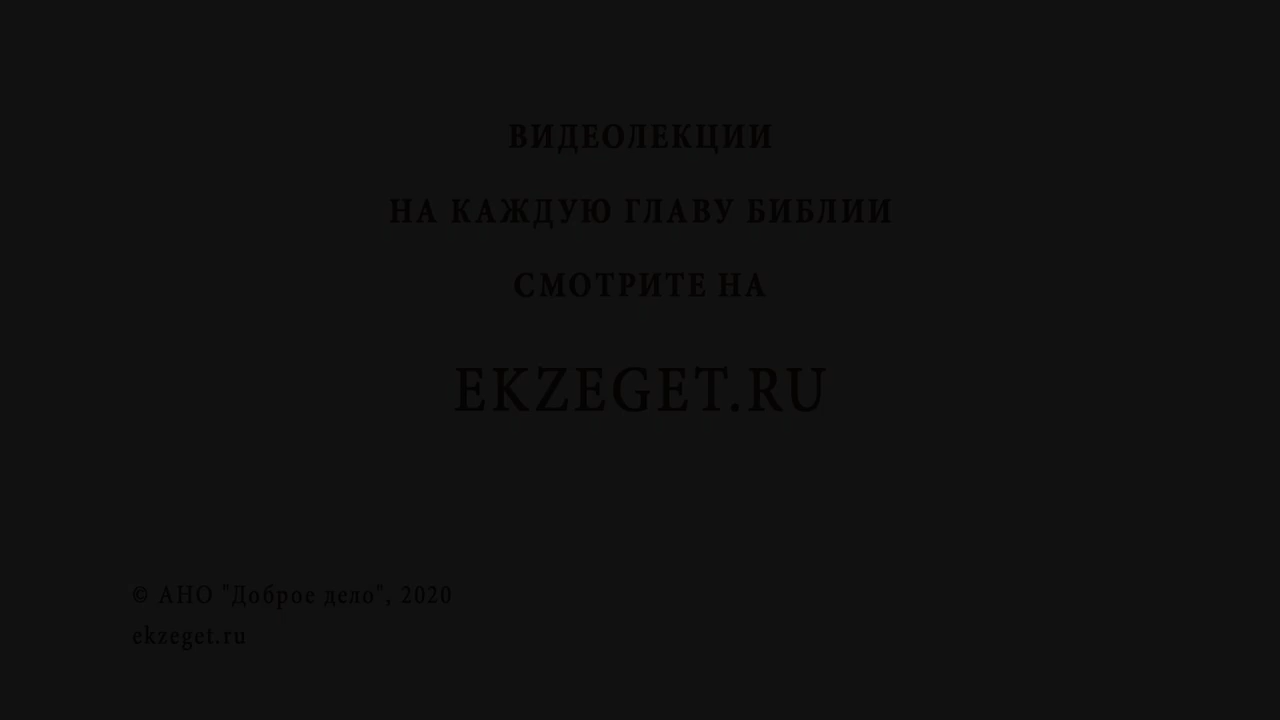 ВИДЕОЛЕКЦИИ
НА КАЖДУЮ ГЛАВУ БИБЛИИ
СМОТРИТЕ НА
EKZEGET.RU
© АНО "Доброе дело", 2020
ekzeget.ru